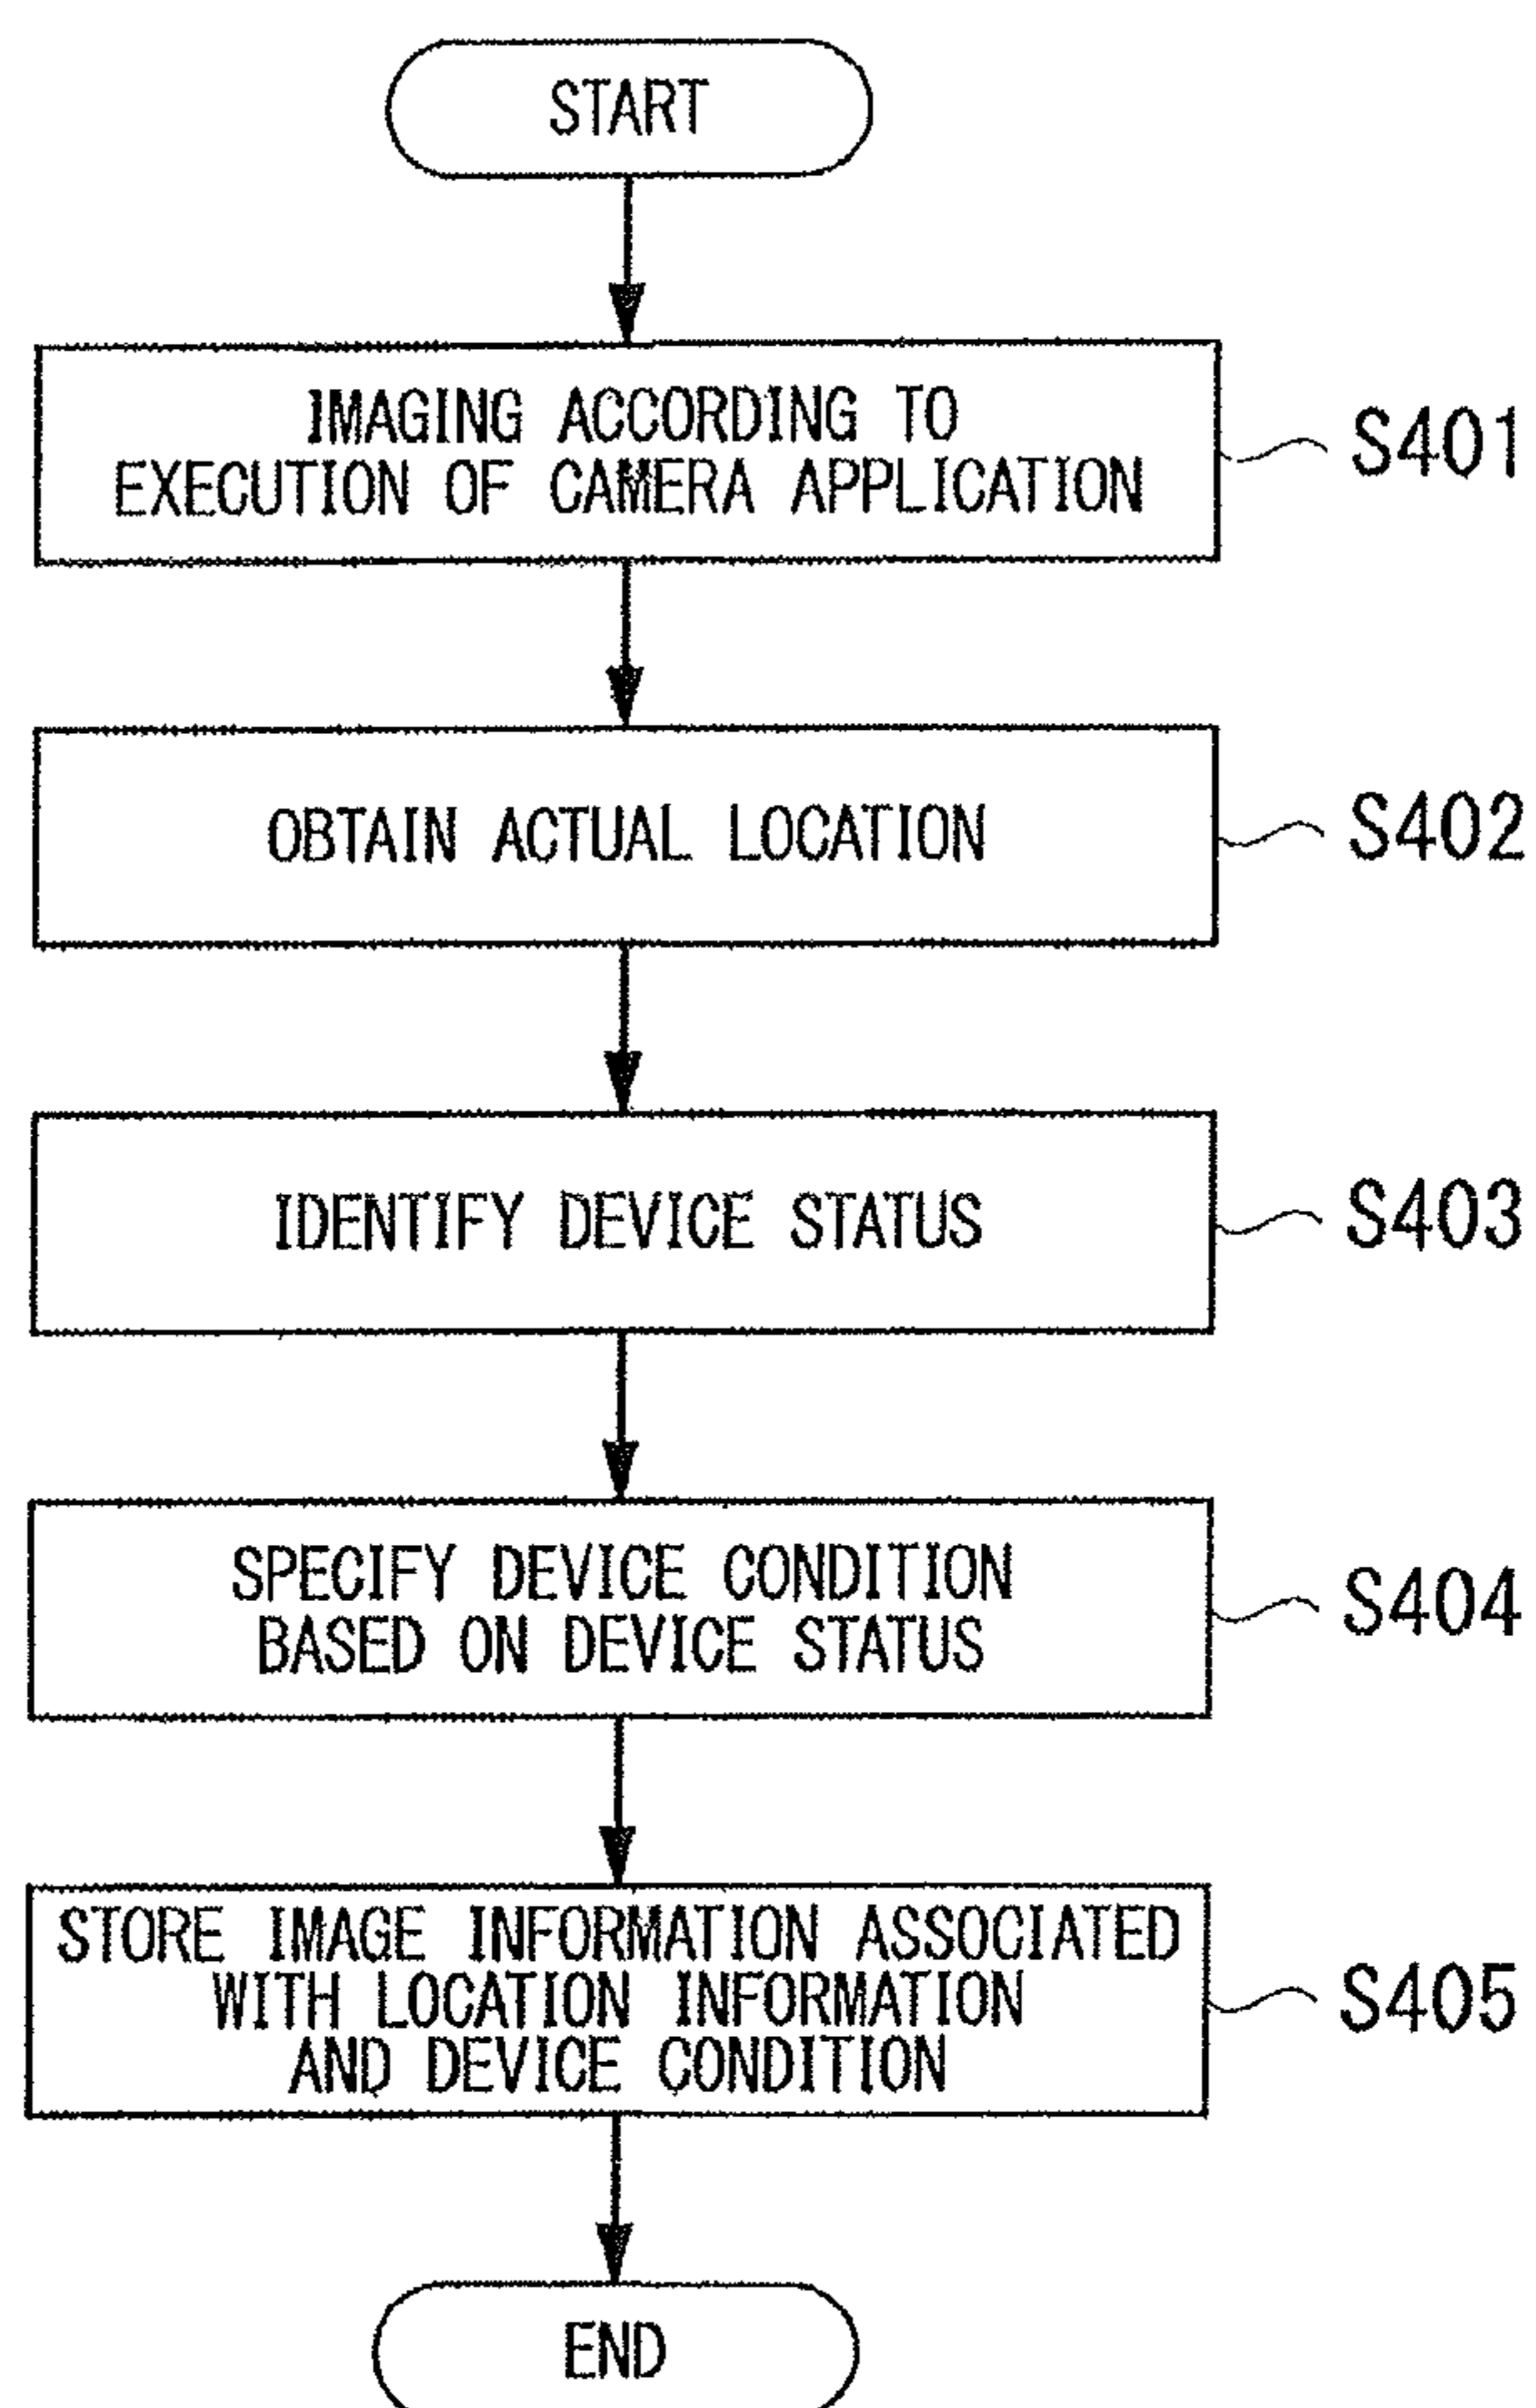 START
IMAGING ACCORDING TO
EXECUTION OF CAMERA APPLICATION
S401
OBTAIN ACTUAL LOCATION
S402
IDENTIFY DEVICE STATUS
S403
SPECIFY DEVICE CONDITION
BASED ON DEVICE STATUS
S404
STORE IMAGE INFORMATION ASSOCIATED
WITH LOCATION INFORMATION
AND DEVICE CONDITION
S405
END